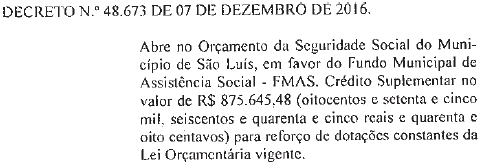 DECRETO N.º 48.673 DE 07 DE DEZEMBRO DE 2016.
Abre no Orçamento da Seguridade Social do Muni-
cípio de São Luís, em favor do Fundo Municipal de
Assistência Social - FMAS. Crédito Suplementar no
valor de R$ 875.645,48 (oitocentos e setenta e cinco
mil, seiscentos e quarenta e cinco reais e quarenta e
oito centavos) para reforço de dotações constantes da
Lei Orçamentária vigente.